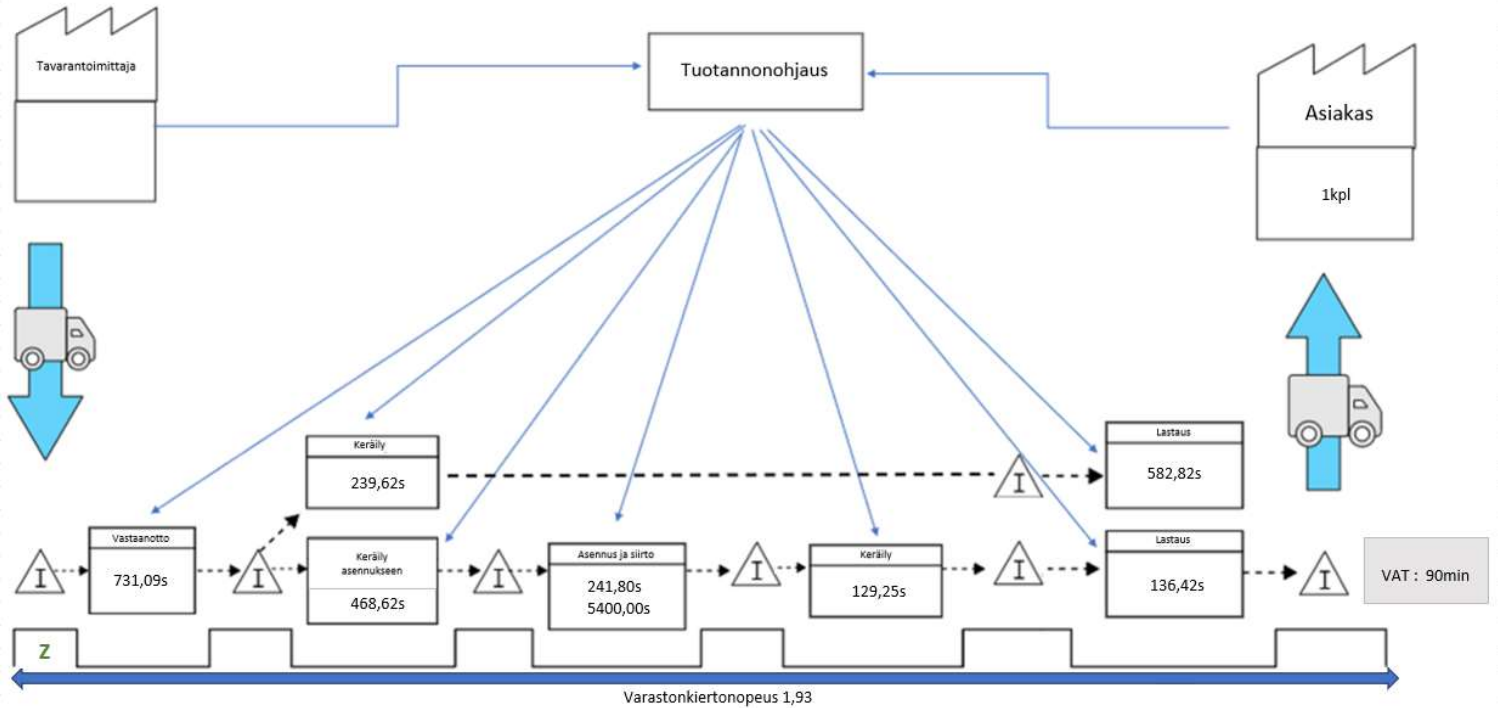 Tavarantoimittaja
Tuotannonohjaus
Asiakas
1kpl
Keräily
239,62s
Lastaus
582,82s
I
Vastaanotto
731,09s
Keräily
asennukseen
468,62s
Asennus ja siirto
241,80s
5400,00s
Keräily
129,25s
Lastaus
136,42s
I
I
I
I
I
I
VAT : 90min
Z
Varastonkiertonopeus 1,93